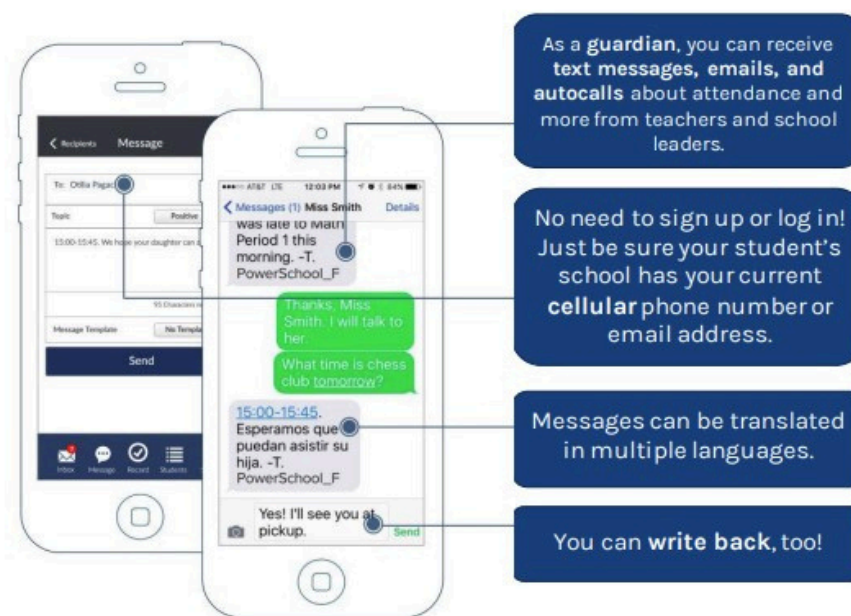 Recipients Message
To: Otilia Pagac
Topic Positive
15:00-15:45. We hope your daughter can a
Message Template No Templa
Send
Inbox Message Record Students
AT&T LTE 12:03 PM 84%
Messages (1) Miss Smith Details
was late to Math
Period 1 this
morning. -T.
PowerSchool_F
Thanks, Miss
Smith. I will talk to
her.
What time is chess
club tomorrow?
15:00-15:45.
Esperamos que
puedan asistir su
hija. -T.
PowerSchool_F
Yes! I'll see you at
pickup.
Send
As a guardian, you can receive
text messages, emails, and
autocalls about attendance and
more from teachers and school
leaders.
No need to sign up or log in!
Just be sure your student's
school has your current
cellular phone number or
email address.
Messages can be translated
in multiple languages.
You can write back, too!